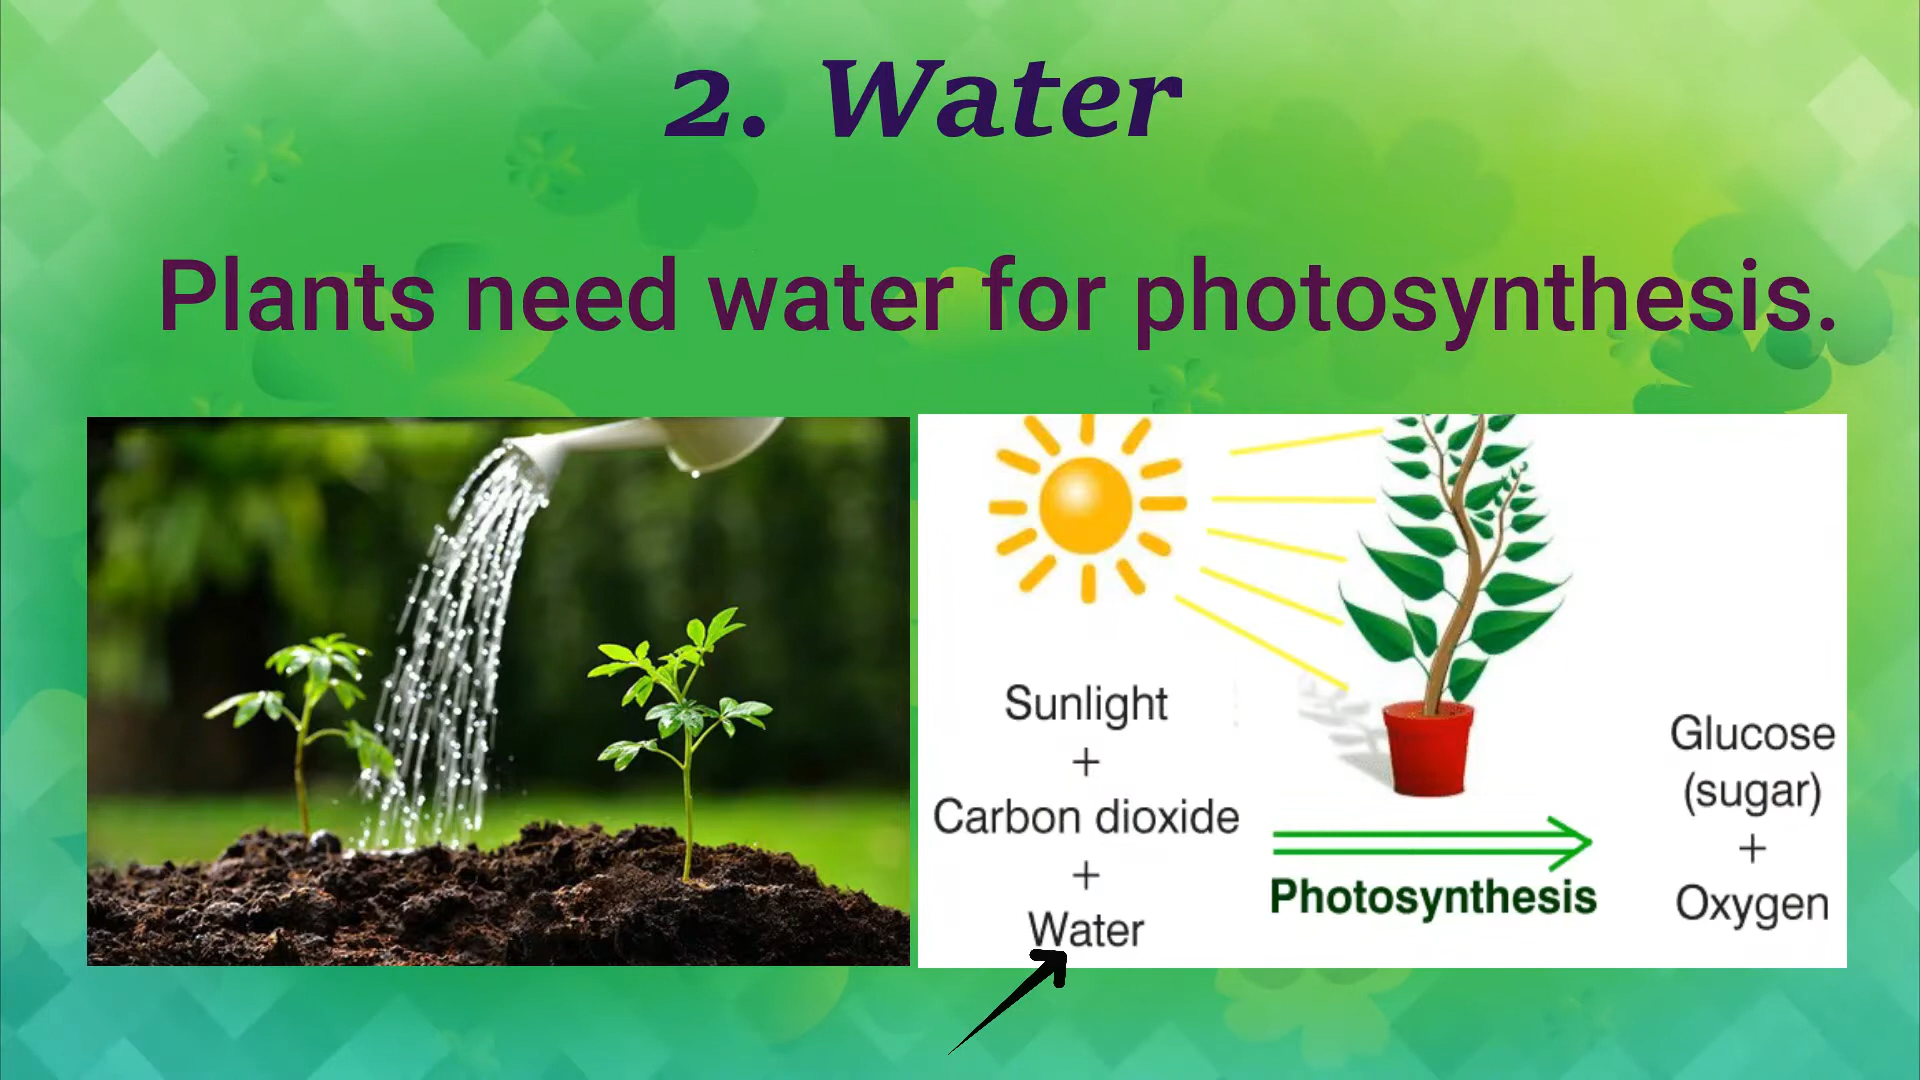 2. Water
Plants need water for photosynthesis.
Sunlight
+
Carbon dioxide
+
Water
Photosynthesis
Glucose
(sugar)
+
Oxygen